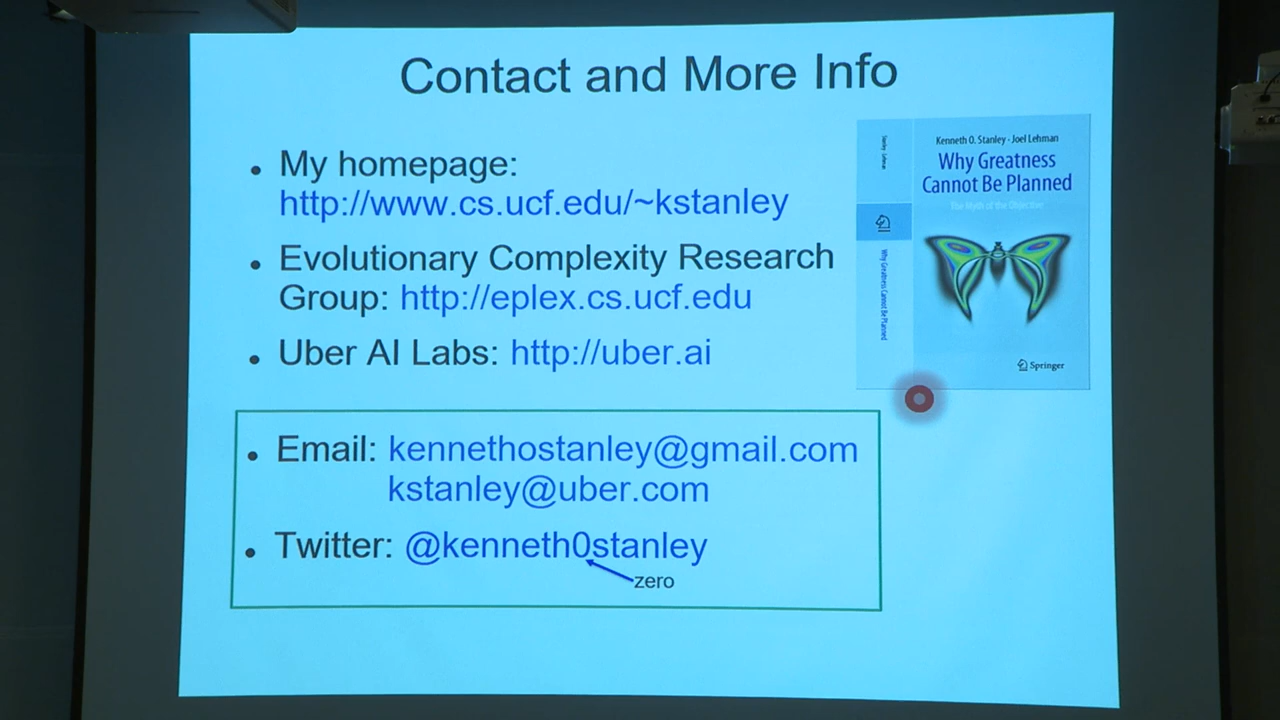 Contact and More Info
• My homepage:
http://www.cs.ucf.edu/~kstanley
• Evolutionary Complexity Research
Group: http://eplex.cs.ucf.edu
• Uber AI Labs: http://uber.ai
• Email: kennethostanley@gmail.com
kstanley@uber.com
• Twitter: @kenneth0stanley
zero
Stanley · Lehman
Why Greatness Cannot Be Planned
Kenneth O. Stanley · Joel Lehman
Why Greatness
Cannot Be Planned
The Myth of the Objective
Springer